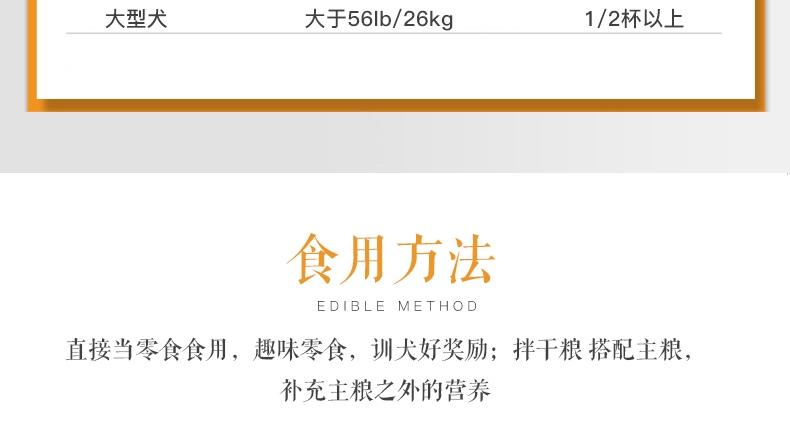 大型犬 大于56lb/26kg 1/2杯以上
食用方法
EDIBLE METHOD
直接当零食食用，趣味零食，训犬好奖励；拌干粮 搭配主粮，
补充主粮之外的营养